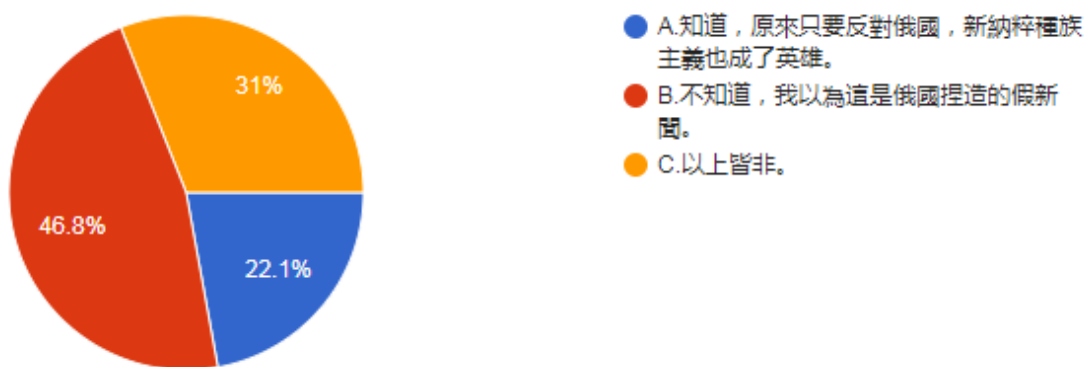 31%
46.8%
22.1%
A.知道，原來只要反對俄國，新納粹種族
主義也成了英雄。
B.不知道，我以為這是俄國捏造的假新
聞。
C.以上皆非。